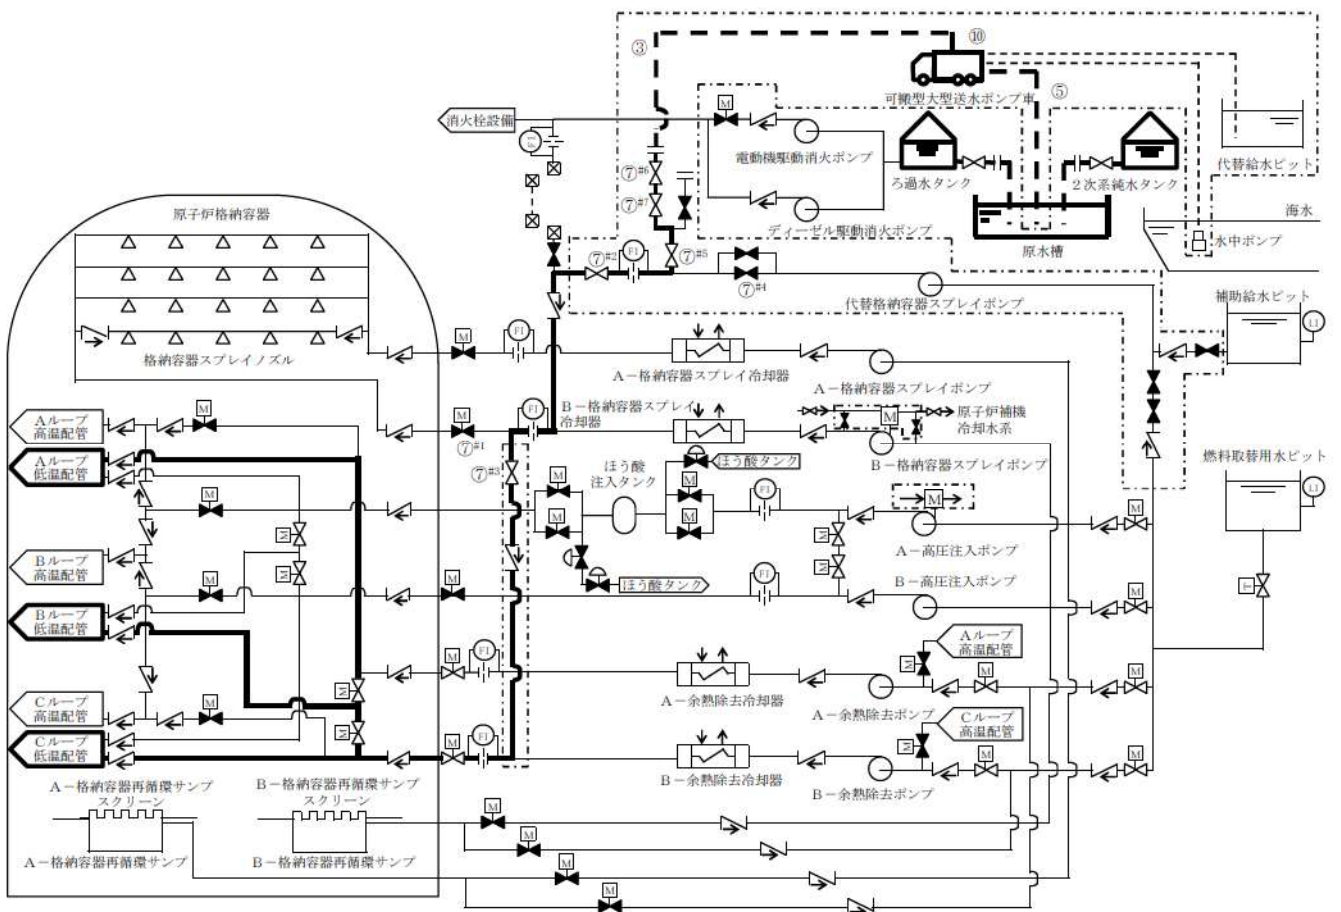 ③
⑩
可搬型大型送水ポンプ車
⑤
代替給水ピット
消火栓設備
M
FI
電動機駆動消火ポンプ
ろ過水タンク
2次系純水タンク
⑦#6
⑦#7
ディーゼル駆動消火ポンプ
原水槽
海水
水中ポンプ
原子炉格納容器
⑦#2
FI
⑦#5
⑦#4
代替格納容器スプレイポンプ
補助給水ピット
LI
格納容器スプレイノズル
M
FI
A-格納容器スプレイ冷却器
A-格納容器スプレイポンプ
B-格納容器スプレイ
冷却器
M
FI
⑦#1
M
原子炉補機
冷却水系
B-格納容器スプレイポンプ
Aループ
高温配管
M
Aループ
低温配管
⑦#3
ほう酸
注入タンク
ほう酸タンク
燃料取替用水ピット
LI
M
M
M
M
M
FI
M
M
M
A-高圧注入ポンプ
M
M
M
Bループ
高温配管
M
M
M
ほう酸タンク
FI
B-高圧注入ポンプ
M
Bループ
低温配管
Aループ
高温配管
M
FI
M
M
M
A-余熱除去冷却器
A-余熱除去ポンプ
Cループ
高温配管
M
M
M
Cループ
高温配管
Cループ
低温配管
M
FI
M
M
M
B-余熱除去冷却器
B-余熱除去ポンプ
A-格納容器再循環サンプ
スクリーン
B-格納容器再循環サンプ
スクリーン
M
A-格納容器再循環サンプ
B-格納容器再循環サンプ
M
M
M